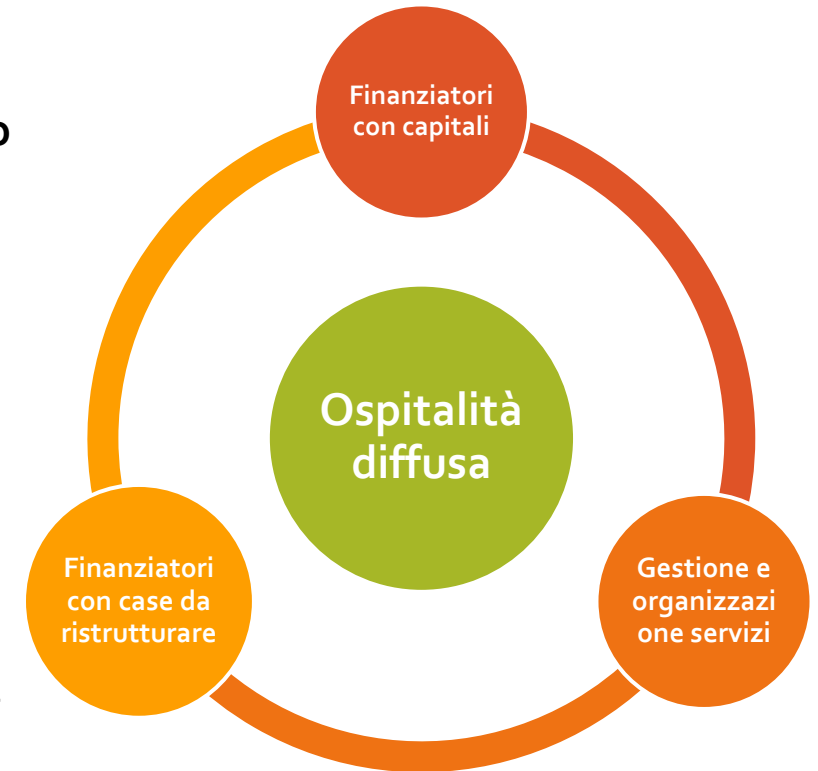 Finanziatori
con capitali
Ospitalità
diffusa
Finanziatori
con case da
ristrutturare
Gestione e
organizzazi
one servizi